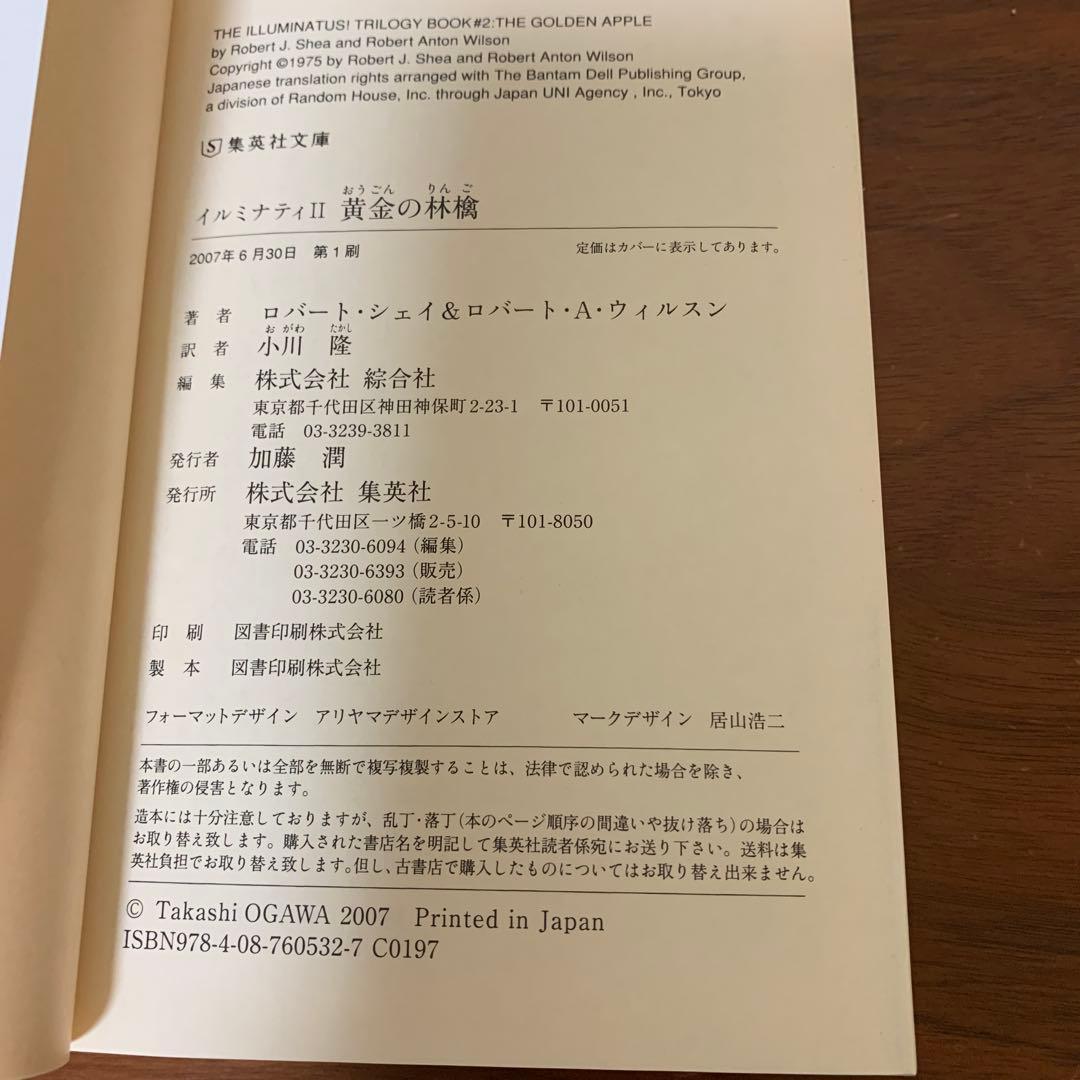 THE ILLUMINATUS! TRILOGY BOOK#2:THE GOLDEN APPLE
by Robert J. Shea and Robert Anton Wilson
Copyright ©1975 by Robert J. Shea and Robert Anton Wilson
Japanese translation rights arranged with The Bantam Dell Publishing Group,
a division of Random House, Inc. through Japan UNI Agency , Inc., Tokyo
S 集英社文庫
おうごん りんご
イルミナティII 黄金の林檎
2007年6月30日 第1刷 定価はカバーに表示してあります。
著者 ロバート・シェイ&ロバート・A・ウィルスン
おがわ たかし
訳者 小川 隆
編集 株式会社 綜合社
東京都千代田区神田神保町2-23-1 〒101-0051
電話 03-3239-3811
発行者 加藤 潤
発行所 株式会社 集英社
東京都千代田区一ツ橋2-5-10 〒101-8050
電話 03-3230-6094(編集)
03-3230-6393(販売)
03-3230-6080(読者係)
印刷 図書印刷株式会社
製本 図書印刷株式会社
フォーマットデザイン アリヤマデザインストア マークデザイン 居山浩二
本書の一部あるいは全部を無断で複写複製することは、法律で認められた場合を除き、
著作権の侵害となります。
造本には十分注意しておりますが、乱丁・落丁(本のページ順序の間違いや抜け落ち)の場合は
お取り替え致します。購入された書店名を明記して集英社読者係宛にお送り下さい。送料は集
英社負担でお取り替え致します。但し、古書店で購入したものについてはお取り替え出来ません。
© Takashi OGAWA 2007 Printed in Japan
ISBN978-4-08-760532-7 C0197